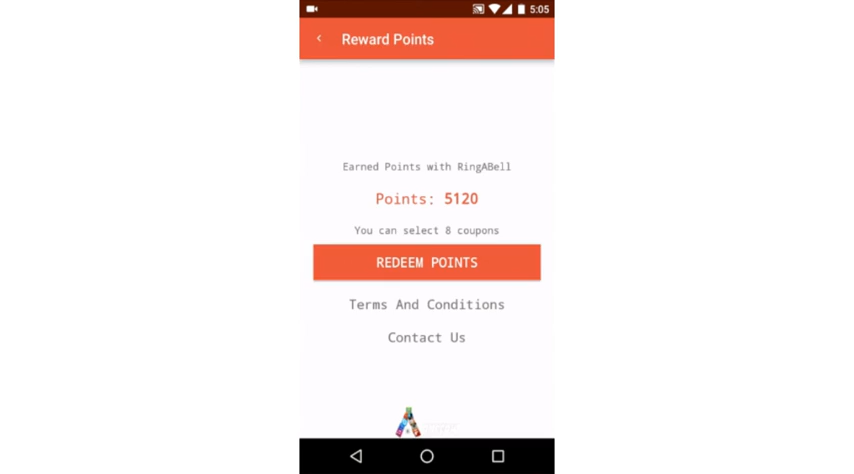 5:05
Reward Points
Earned Points with RingABell
Points: 5120
You can select 8 coupons
REDEEM POINTS
Terms And Conditions
Contact Us